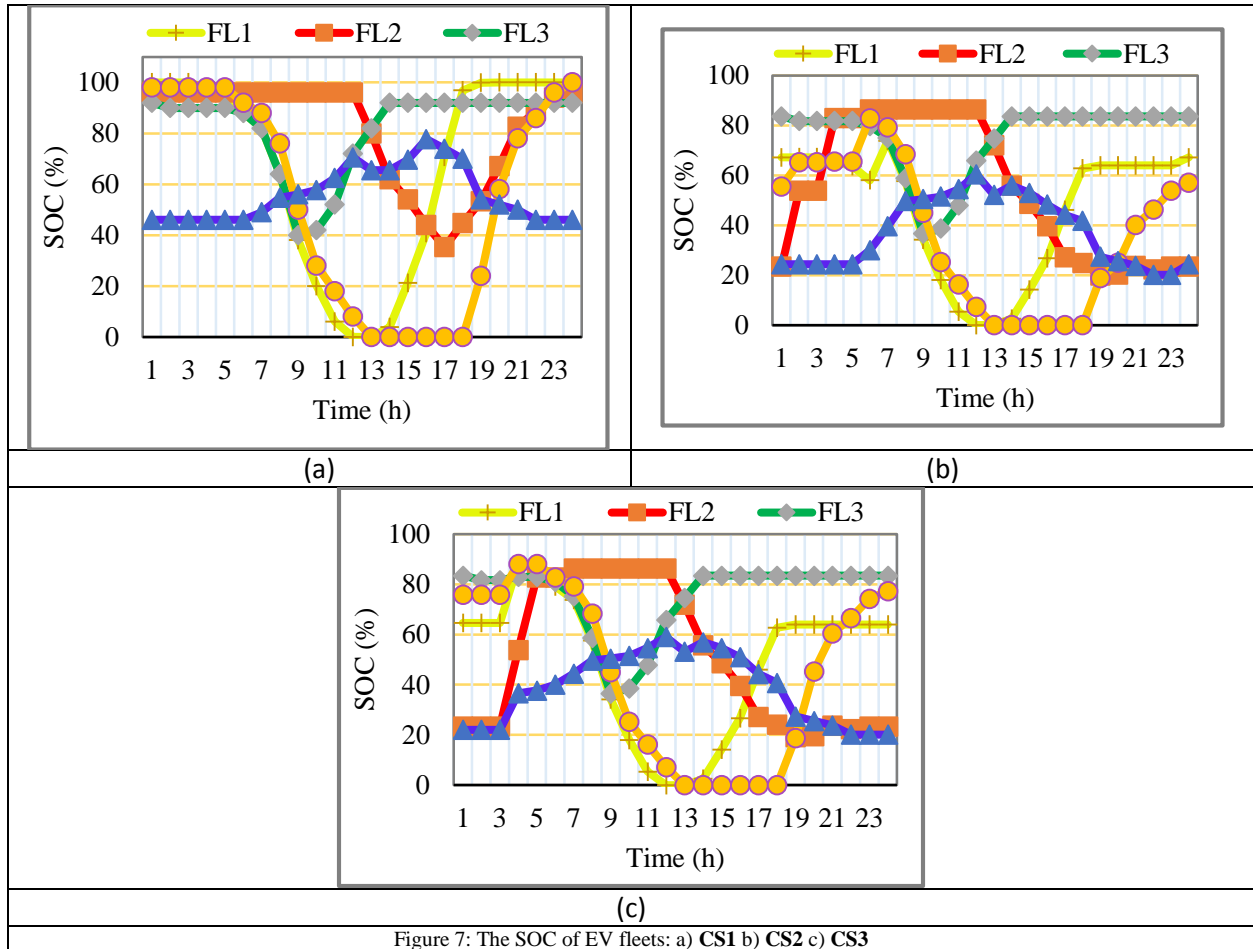 FL1 FL2 FL3
100
80
60
40
20
0
SOC (%)
1 3 5 7 9 11 13 15 17 19 21 23
Time (h)
(a)
FL1 FL2 FL3
100
80
60
40
20
0
SOC (%)
1 3 5 7 9 11 13 15 17 19 21 23
Time (h)
(b)
FL1 FL2 FL3
100
80
60
40
20
0
SOC (%)
1 3 5 7 9 11 13 15 17 19 21 23
Time (h)
(c)
Figure 7: The SOC of EV fleets: a) CS1 b) CS2 c) CS3